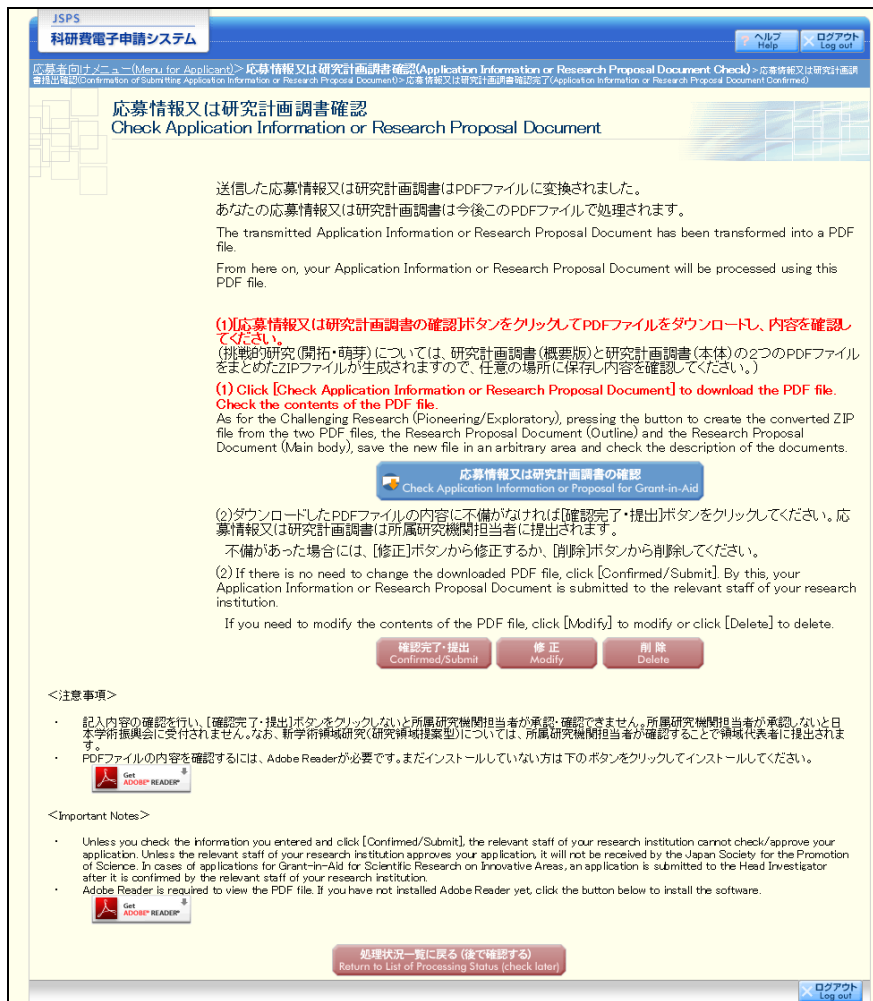 JSPS
科研費電子申請システム
? ヘルプ
Help
ログアウト
Log out
応募者向けメニュー(Menu for Applicant)> 応募情報又は研究計画調書確認(Application Information or Research Proposal Document Check)>応募情報又は研究計画調
書提出確認(Confirmation of Submitting Application Information or Research Proposal Document)>応募情報又は研究計画調書確認完了(Application Information or Research Proposal Document Confirmed)
応募情報又は研究計画調書確認
Check Application Information or Research Proposal Document
送信した応募情報又は研究計画調書はPDFファイルに変換されました。
あなたの応募情報又は研究計画調書は今後このPDFファイルで処理されます。
The transmitted Application Information or Research Proposal Document has been transformed into a PDF
file.
From here on, your Application Information or Research Proposal Document will be processed using this
PDF file.
(1)[応募情報又は研究計画調書の確認]ボタンをクリックしてPDFファイルをダウンロードし、内容を確認し
てください。
(挑戦的研究(開拓・萌芽)については、研究計画調書(概要版)と研究計画調書(本体)の2つのPDFファイル
をまとめたZIPファイルが生成されますので、任意の場所に保存し内容を確認してください。)
(1) Click [Check Application Information or Research Proposal Document] to download the PDF file.
Check the contents of the PDF file.
As for the Challenging Research (Pioneering/Exploratory), pressing the button to create the converted ZIP
file from the two PDF files, the Research Proposal Document (Outline) and the Research Proposal
Document (Main body), save the new file in an arbitrary area and check the description of the documents.
応募情報又は研究計画調書の確認
Check Application Information or Proposal for Grant-in-Aid
(2)ダウンロードしたPDFファイルの内容に不備がなければ[確認完了・提出]ボタンをクリックしてください。応
募情報又は研究計画調書は所属研究機関担当者に提出されます。
不備があった場合には、[修正]ボタンから修正するか、[削除]ボタンから削除してください。
(2) If there is no need to change the downloaded PDF file, click [Confirmed/Submit]. By this, your
Application Information or Research Proposal Document is submitted to the relevant staff of your research
institution.
If you need to modify the contents of the PDF file, click [Modify] to modify or click [Delete] to delete.
確認完了・提出
Confirmed/Submit
修 正
Modify
削 除
Delete
<注意事項>
・ 記入内容の確認を行い、[確認完了・提出]ボタンをクリックしないと所属研究機関担当者が承認・確認できません。所属研究機関担当者が承認しないと日
本学術振興会に受付されません。なお、新学術領域研究(研究領域提案型)については、所属研究機関担当者が確認することで領域代表者に提出されま
す。
・ PDFファイルの内容を確認するには、Adobe Readerが必要です。まだインストールしていない方は下のボタンをクリックしてインストールしてください。
Get
ADOBE® READER®
<Important Notes>
・ Unless you check the information you entered and click [Confirmed/Submit], the relevant staff of your research institution cannot check/approve your
application. Unless the relevant staff of your research institution approves your application, it will not be received by the Japan Society for the Promotion
of Science. In cases of applications for Grant-in-Aid for Scientific Research on Innovative Areas, an application is submitted to the Head Investigator
after it is confirmed by the relevant staff of your research institution.
・ Adobe Reader is required to view the PDF file. If you have not installed Adobe Reader yet, click the button below to install the software.
Get
ADOBE® READER®
処理状況一覧に戻る (後で確認する)
Return to List of Processing Status (check later)
ログアウト
Log out